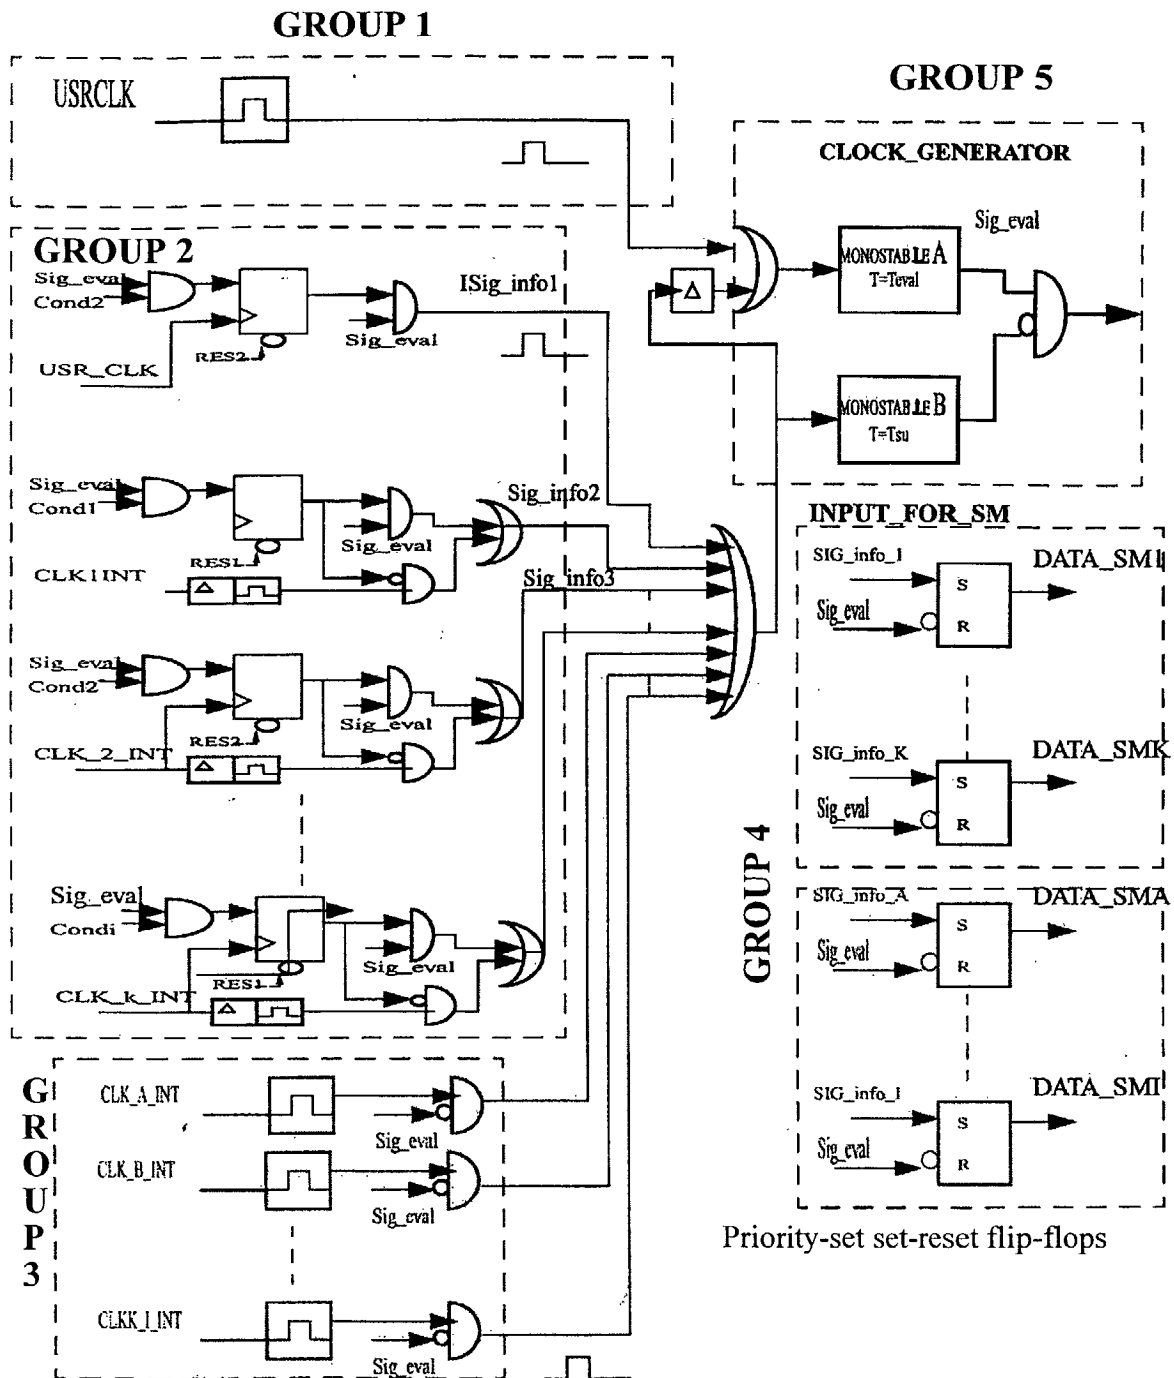 GROUP 1
USRCLK
GROUP 5
CLOCK_GENERATOR
Sig_eval
MONOSTABLE A
T=Teval
MONOSTABLE B
T=Tsu
GROUP 2
Sig_eval
Cond2
RES2
USR_CLK
Sig_eval
ISig_info1
Δ
Sig_eval
Cond1
RES1
CLK1INT
Δ
Sig_eval
Sig_info2
Sig_info3
Sig_eval
Cond2
RES2
CLK_2_INT
Δ
Sig_eval
Sig_eval
Condi
RES1
CLK_k_INT
Δ
Sig_eval
GROUP 3
CLK_A_INT
Sig_eval
CLK_B_INT
Sig_eval
CLKK_I_INT
Sig_eval
INPUT_FOR_SM
SIG_info_1
DATA_SM1
S
Sig_eval
R
SIG_info_K
DATA_SMK
S
Sig_eval
R
GROUP 4
SIG_info_A
DATA_SMA
S
Sig_eval
R
SIG_info_I
DATA_SMI
S
Sig_eval
R
Priority-set set-reset flip-flops